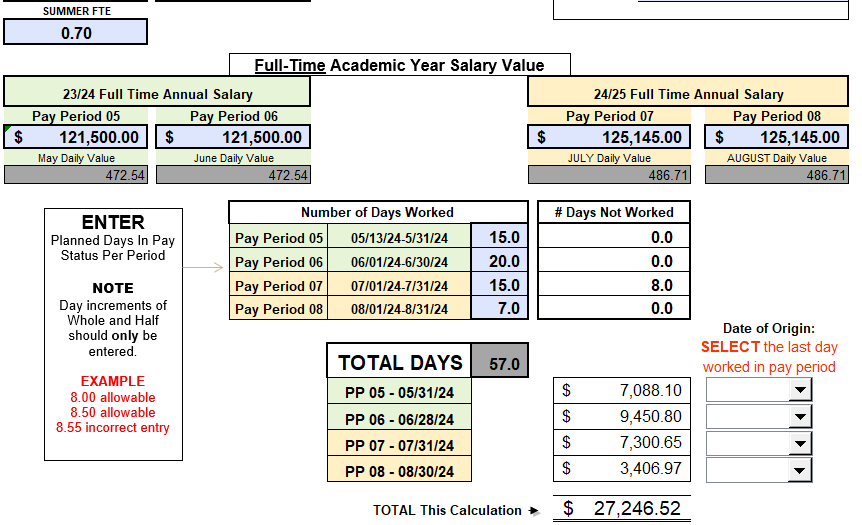 SUMMER FTE
0.70
Full-Time Academic Year Salary Value
23/24 Full Time Annual Salary
24/25 Full Time Annual Salary
Pay Period 05
Pay Period 06
Pay Period 07
Pay Period 08
$ 121,500.00
$ 121,500.00
$ 125,145.00
$ 125,145.00
May Daily Value
June Daily Value
JULY Daily Value
AUGUST Daily Value
472.54
472.54
486.71
486.71
ENTER
Planned Days In Pay
Status Per Period
NOTE
Day increments of
Whole and Half
should only be
entered.
EXAMPLE
8.00 allowable
8.50 allowable
8.55 incorrect entry
Number of Days Worked
# Days Not Worked
Pay Period 05 05/13/24-5/31/24 15.0 0.0
Pay Period 06 06/01/24-6/30/24 20.0 0.0
Pay Period 07 07/01/24-7/31/24 15.0 8.0
Pay Period 08 08/01/24-8/31/24 7.0 0.0
TOTAL DAYS 57.0
Date of Origin:
SELECT the last day
worked in pay period
PP 05 - 05/31/24 $ 7,088.10
PP 06 - 06/28/24 $ 9,450.80
PP 07 - 07/31/24 $ 7,300.65
PP 08 - 08/30/24 $ 3,406.97
TOTAL This Calculation $ 27,246.52